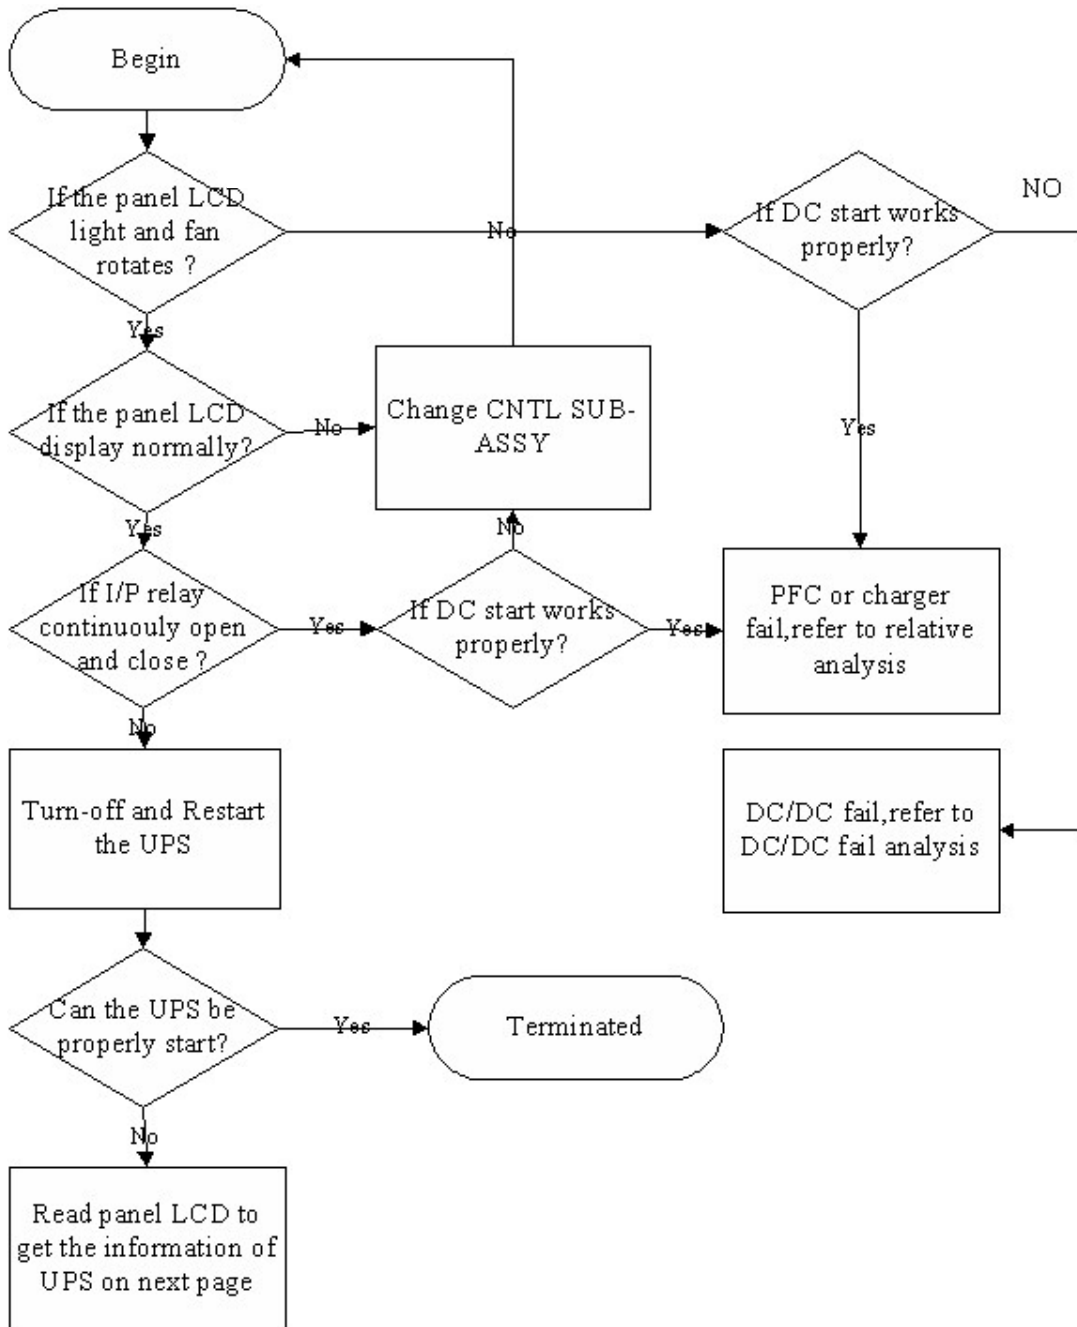 Begin
If the panel LCD
light and fan
rotates ?
No
If DC start works
properly?
NO
Yes
If the panel LCD
display normally?
No
Change CNTL SUB-
ASSY
Yes
Yes
No
If I/P relay
continuouly open
and close ?
Yes
If DC start works
properly?
Yes
PFC or charger
fail,refer to relative
analysis
No
Turn-off and Restart
the UPS
DC/DC fail,refer to
DC/DC fail analysis
Can the UPS be
properly start?
Yes
Terminated
No
Read panel LCD to
get the information of
UPS on next page